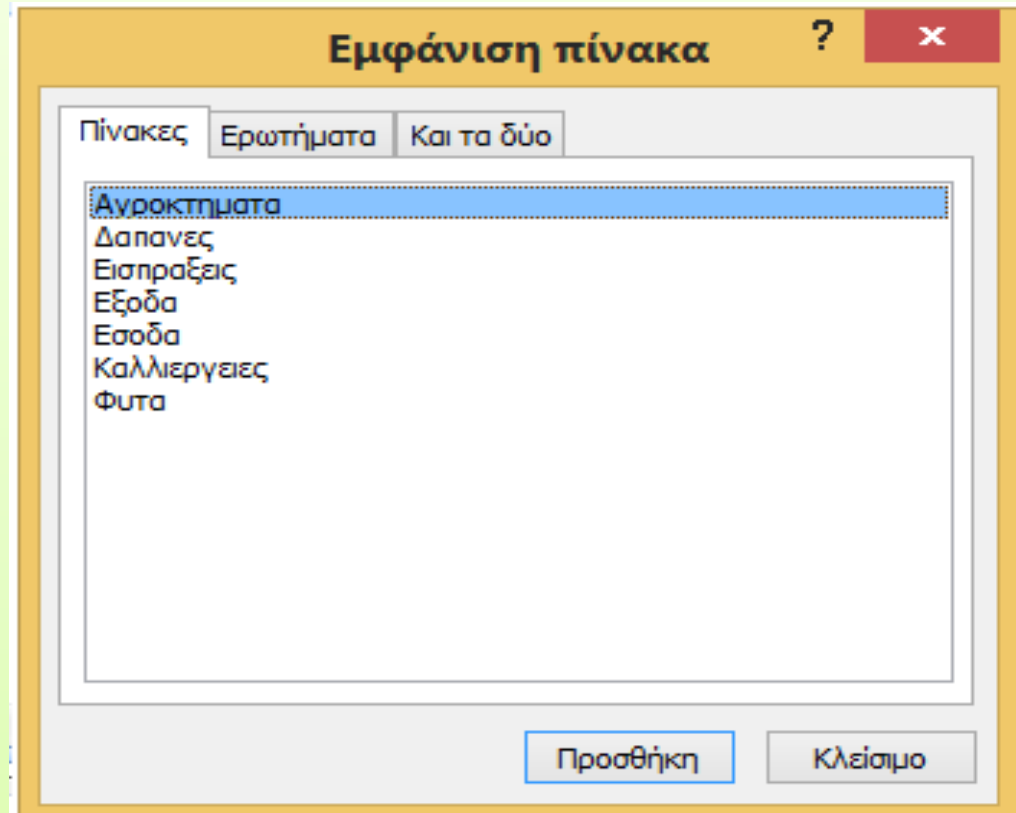 Εμφάνιση πίνακα ?
Πίνακες Ερωτήματα Και τα δύο
Αγροκτηματα
Δαπανες
Εισπραξεις
Εξοδα
Εσοδα
Καλλιεργειες
Φυτα
Προσθήκη Κλείσιμο